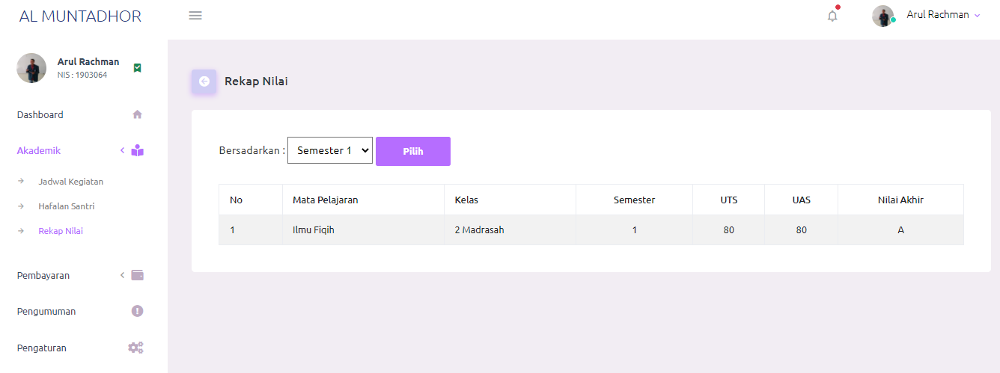 AL MUNTADHOR
Arul Rachman
Arul Rachman
NIS : 1903064
Dashboard
Akademik
Jadwal Kegiatan
Hafalan Santri
Rekap Nilai
Pembayaran
Pengumuman
Pengaturan
Rekap Nilai
Bersadarkan : Semester 1 Pilih
No Mata Pelajaran Kelas Semester UTS UAS Nilai Akhir
1 Ilmu Fiqih 2 Madrasah 1 80 80 A